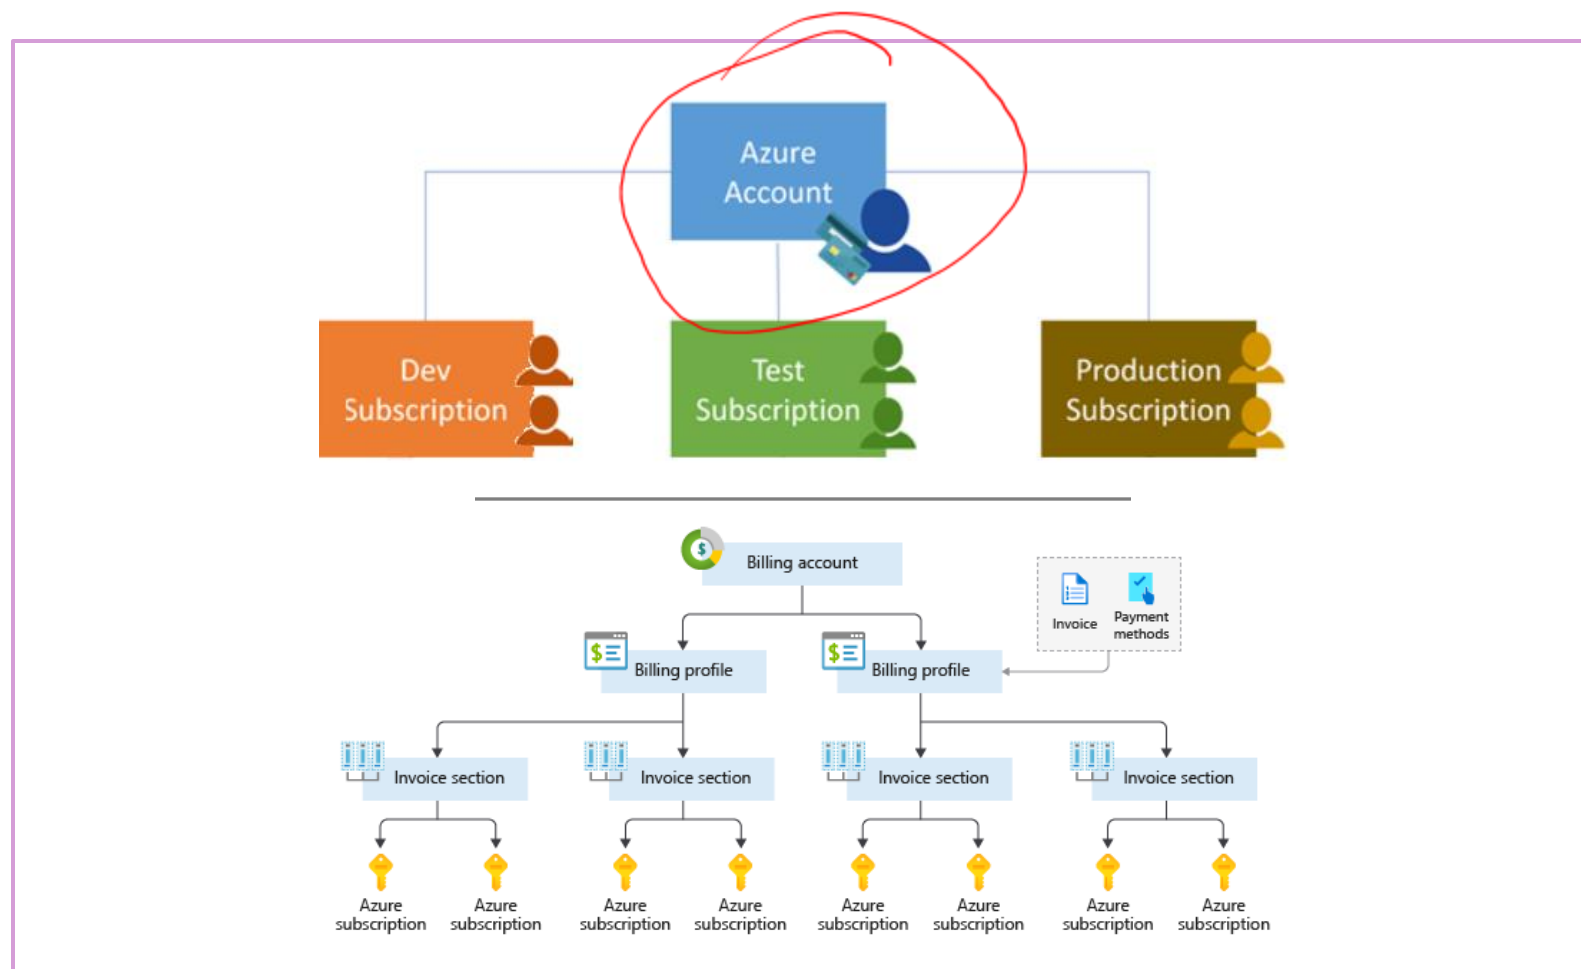 Azure
Account
Dev
Subscription
Test
Subscription
Production
Subscription
$
Billing account
Invoice
Payment
methods
$
Billing profile
$
Billing profile
Invoice section
Invoice section
Invoice section
Invoice section
Azure
subscription
Azure
subscription
Azure
subscription
Azure
subscription
Azure
subscription
Azure
subscription
Azure
subscription
Azure
subscription